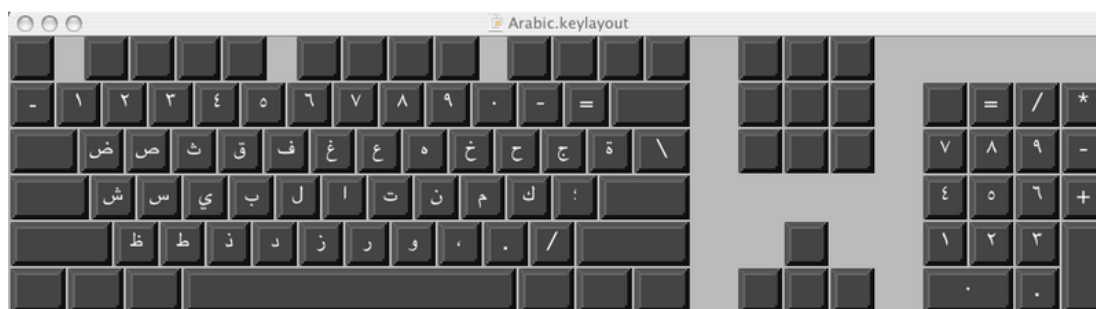 Arabic.keylayout
- ١ ٢ ٣ ٤ ٥ ٦ ٧ ٨ ٩ ٠ - = = / *
ض ص ث ق ف غ ع ه خ ح ج ة \ ٧ ٨ ٩ -
ش س ي ب ل ا ت ن م ك ؛ ٤ ٥ ٦ +
ظ ط ذ د ز ر و ، . / ١ ٢ ٣
٠ .